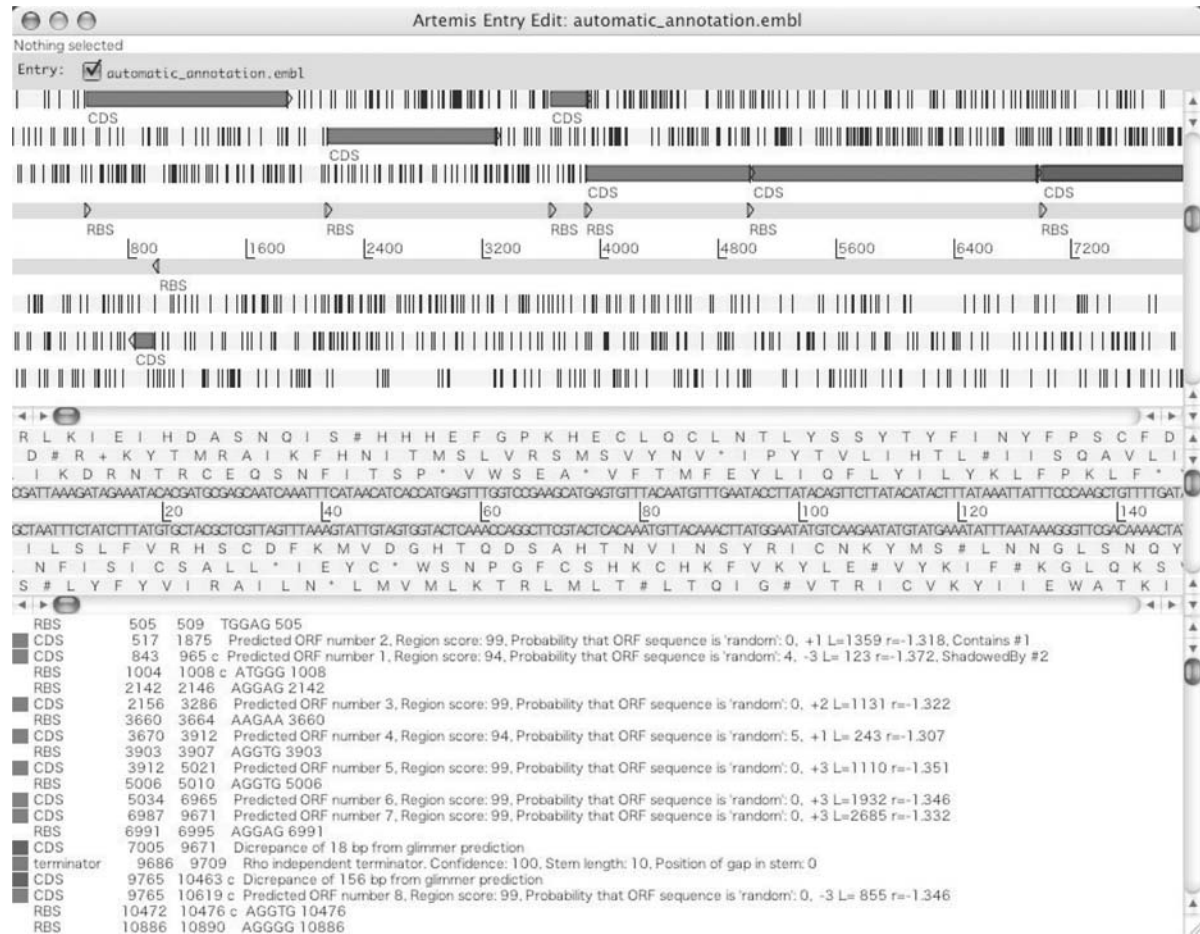 Artemis Entry Edit: automatic_annotation.embl
Nothing selected
Entry: automatic_annotation.embl
CDS CDS
CDS
CDS CDS CDS
RBS RBS RBS RBS RBS RBS
800 1600 2400 3200 4000 4800 5600 6400 7200
RBS
CDS
R L K I E I H D A S N Q I S # H H H E F G P K H E C L Q C L N T L Y S S Y T Y F I N Y F P S C F D
D # R + K Y T M R A I K F H N I T M S L V R S M S V Y N V * I P Y T V L I H T L # I I S Q A V L I
I K D R N T R C E Q S N F I T S P * V W S E A * V F T M F E Y L I Q F L Y I L Y K L F P K L F *
CGATTAAAGATAGAAATACACGATGCGAGCAATCAAATTTCATAACATCACCATGAGTTTGGTCCGAAGCATGAGTGTTTACAATGTTTGAATACCTTATACAGTTCTTATACATACTTTATAAATTATTTCCCAAGCTGTTTTGAT
20 40 60 80 100 120 140
GCTAATTTCTATCTTTATGTGCTACGCTCGTTAGTTTAAAGTATTGTAGTGGTACTCAAACCAGGCTTCGTACTCACAAATGTTACAAACTTATGGAATATGTCAAGAATATGTATGAAATATTTAATAAAGGGTTCGACAAAACTA
I L S L F V R H S C D F K M V D G H T Q D S A H T N V I N S Y R I C N K Y M S # L N N G L S N Q Y
N F I S I C S A L L * I E Y C * W S N P G F C S H K C H K F V K Y L E # V Y K I F # K G L Q K S
S # L Y F Y V I R A I L N * L M V M L K T R L M L T # L T Q I G # V T R I C V K Y I I E W A T K I
RBS 505 509 TGGAG 505
CDS 517 1875 Predicted ORF number 2, Region score: 99, Probability that ORF sequence is 'random': 0, +1 L=1359 r=-1.318, Contains #1
CDS 843 965 c Predicted ORF number 1, Region score: 94, Probability that ORF sequence is 'random': 4, -3 L= 123 r=-1.372, ShadowedBy #2
RBS 1004 1008 c ATGGG 1008
RBS 2142 2146 AGGAG 2142
CDS 2156 3286 Predicted ORF number 3, Region score: 99, Probability that ORF sequence is 'random': 0, +2 L=1131 r=-1.322
RBS 3660 3664 AAGAA 3660
CDS 3670 3912 Predicted ORF number 4, Region score: 94, Probability that ORF sequence is 'random': 5, +1 L= 243 r=-1.307
RBS 3903 3907 AGGTG 3903
CDS 3912 5021 Predicted ORF number 5, Region score: 99, Probability that ORF sequence is 'random': 0, +3 L=1110 r=-1.351
RBS 5006 5010 AGGTG 5006
CDS 5034 6965 Predicted ORF number 6, Region score: 99, Probability that ORF sequence is 'random': 0, +3 L=1932 r=-1.346
CDS 6987 9671 Predicted ORF number 7, Region score: 99, Probability that ORF sequence is 'random': 0, +3 L=2685 r=-1.332
RBS 6991 6995 AGGAG 6991
CDS 7005 9671 Dicrepance of 18 bp from glimmer prediction
terminator 9686 9709 Rho independent terminator. Confidence: 100, Stem length: 10, Position of gap in stem: 0
CDS 9765 10463 c Dicrepance of 156 bp from glimmer prediction
CDS 9765 10619 c Predicted ORF number 8, Region score: 99, Probability that ORF sequence is 'random': 0, -3 L= 855 r=-1.346
RBS 10472 10476 c AGGTG 10476
RBS 10886 10890 AGGGG 10886